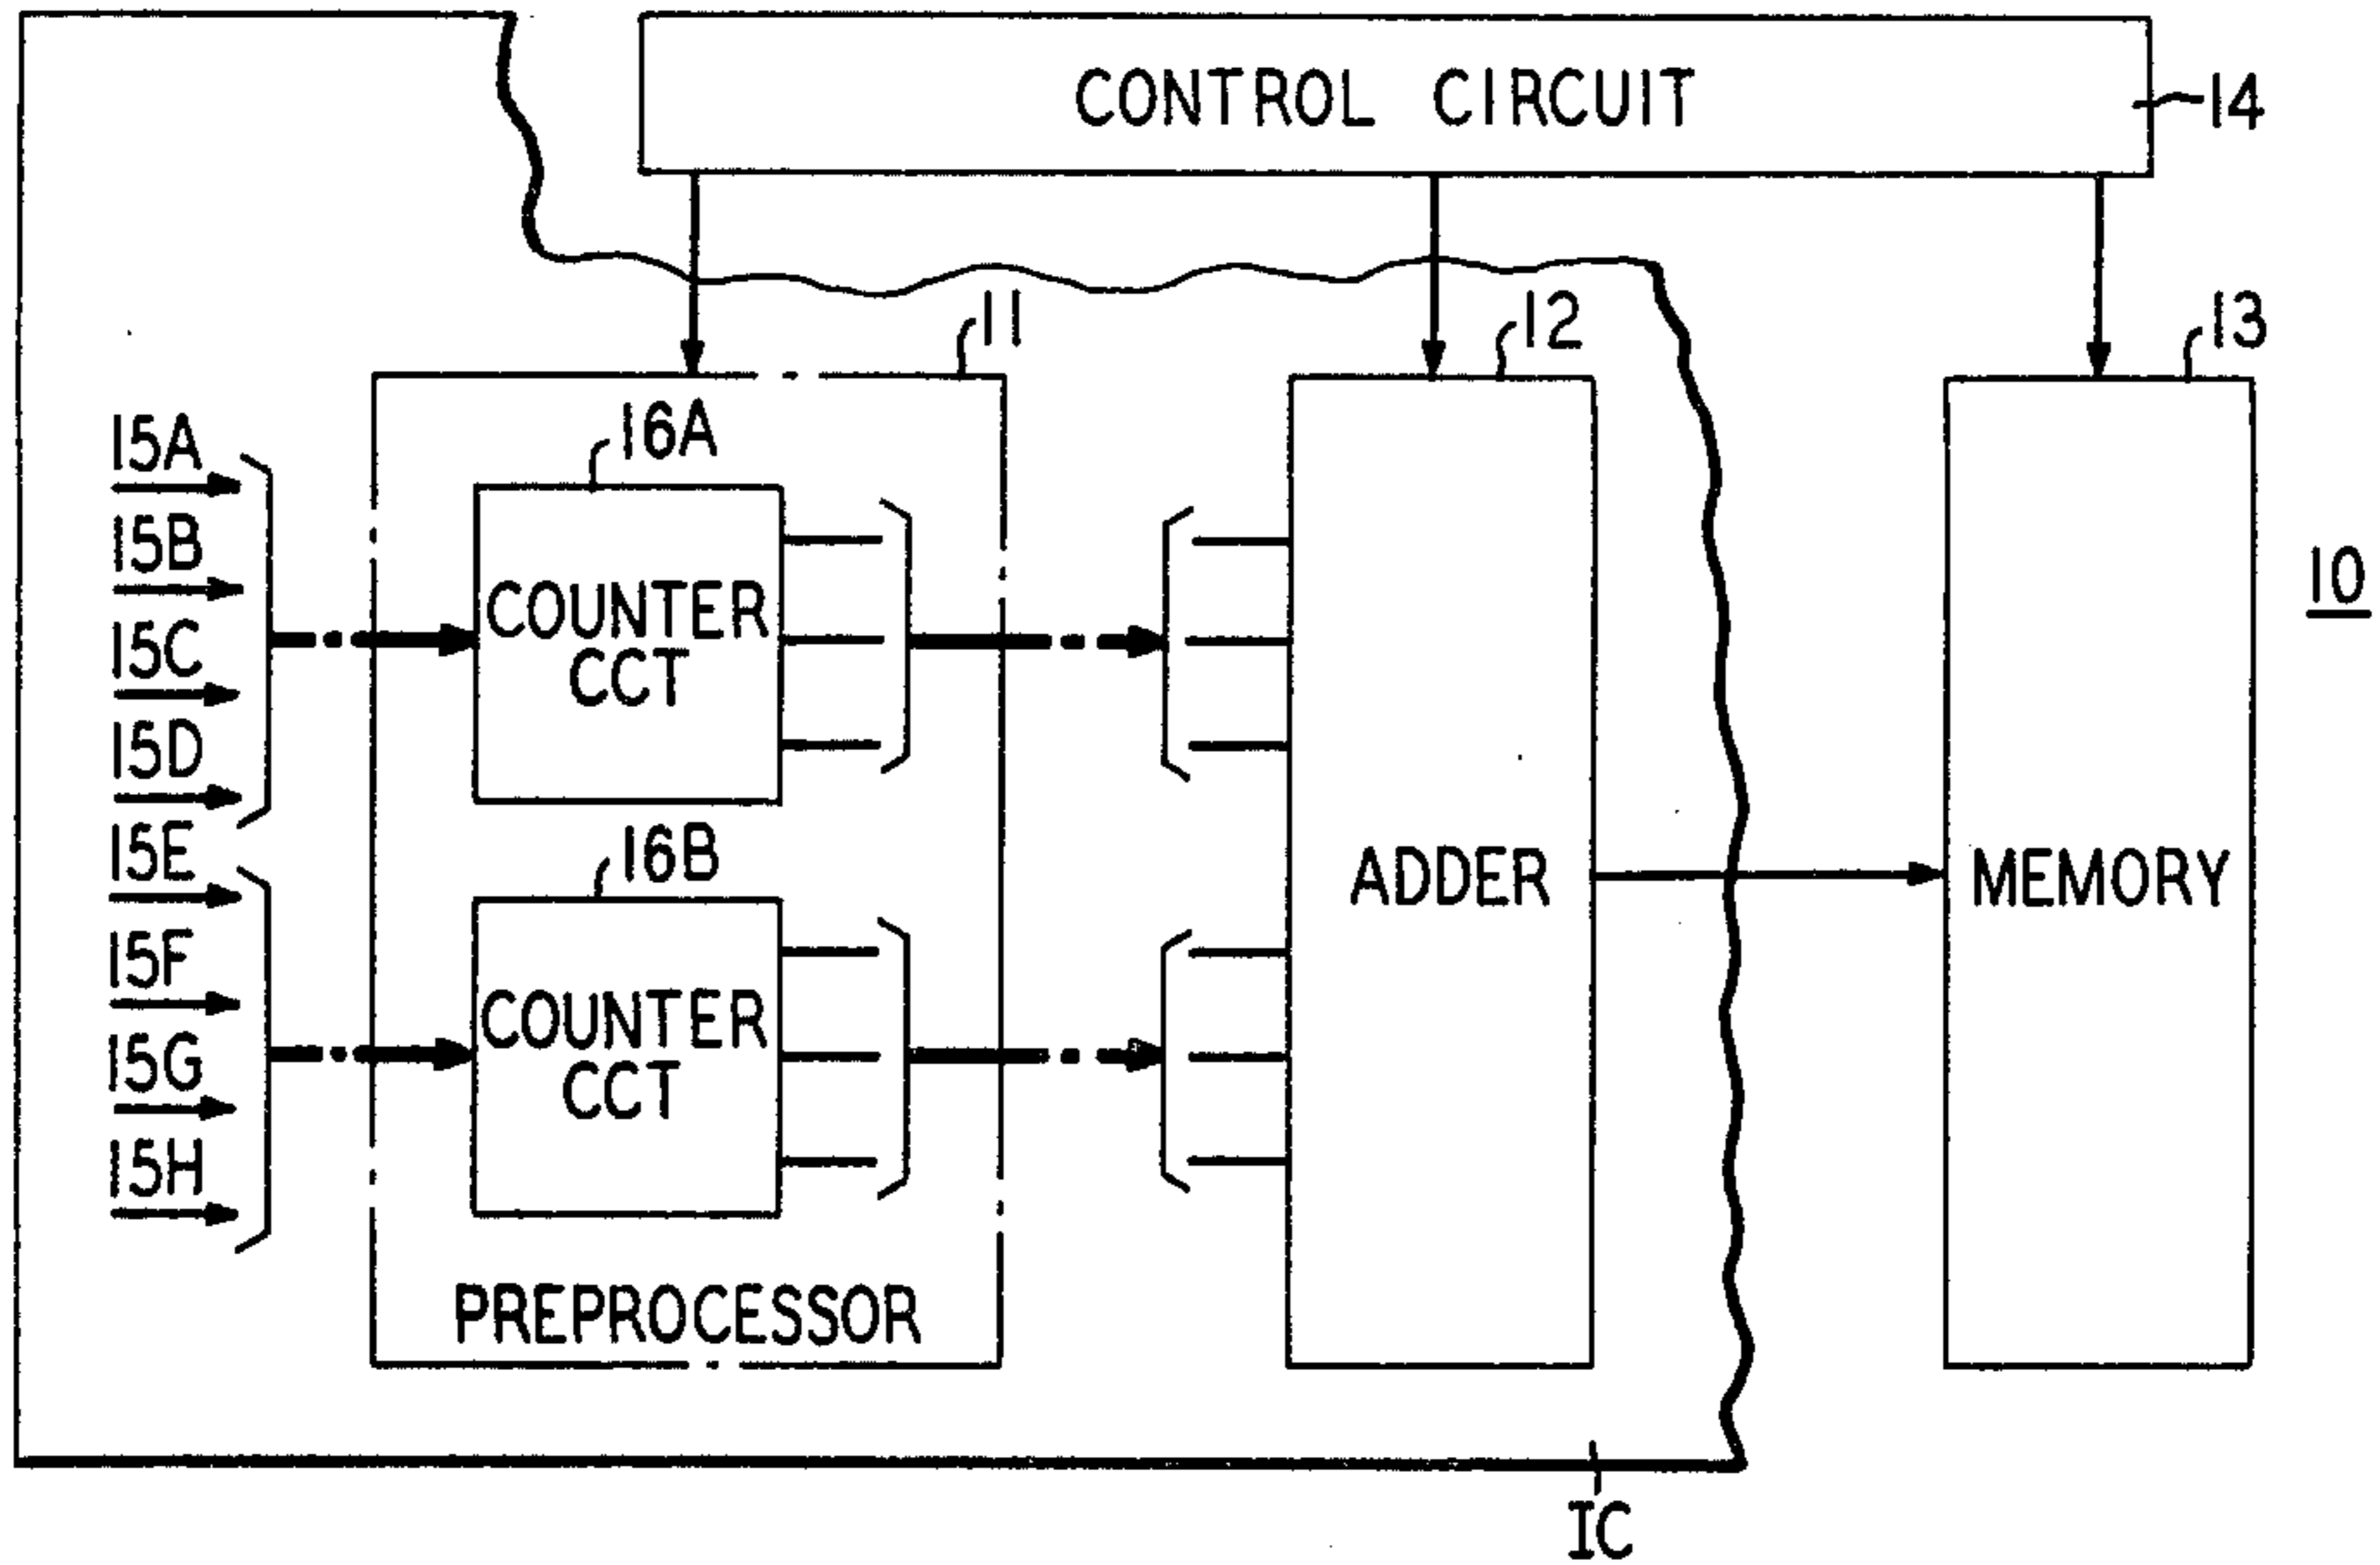 CONTROL CIRCUIT
14
11
12
13
15A
16A
15B
10
COUNTER
CCT
15C
15D
15E
16B
ADDER
MEMORY
15F
COUNTER
CCT
15G
15H
PREPROCESSOR
IC